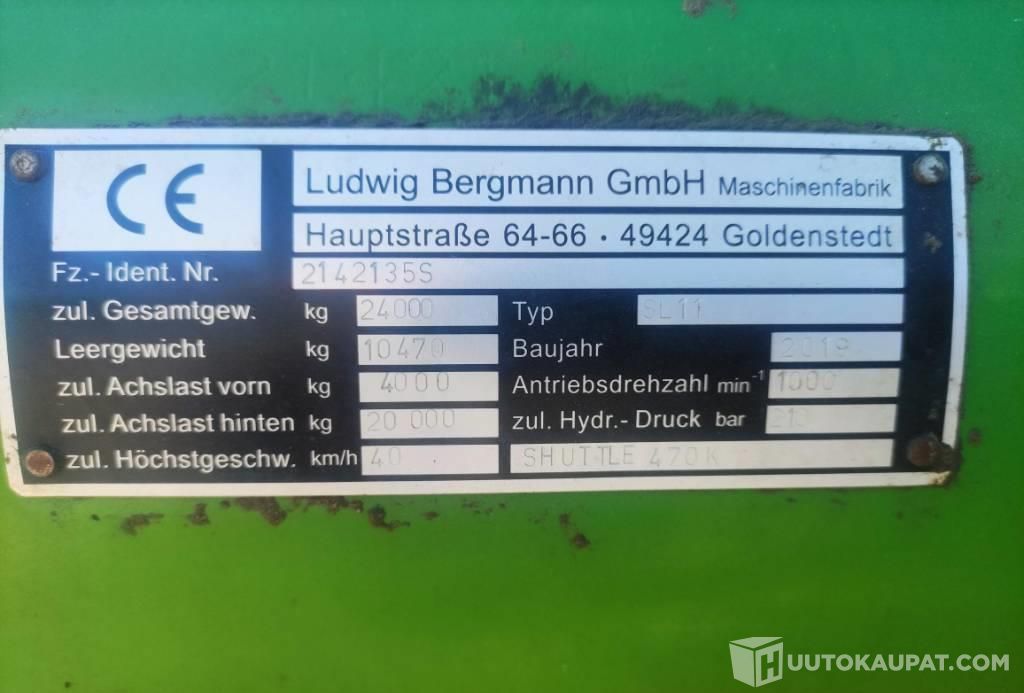 CE
Ludwig Bergmann GmbH Maschinenfabrik
Hauptstraße 64-66 · 49424 Goldenstedt
Fz.- Ident. Nr. 2142135S
zul. Gesamtgew. kg 24000 Typ SL11
Leergewicht kg 10470 Baujahr 2019
zul. Achslast vorn kg 4000 Antriebsdrehzahl min⁻¹ 1000
zul. Achslast hinten kg 20 000 zul. Hydr.- Druck bar 210
zul. Höchstgeschw. km/h 40 SHUTTLE 470K
HUUTOKAUPAT.COM